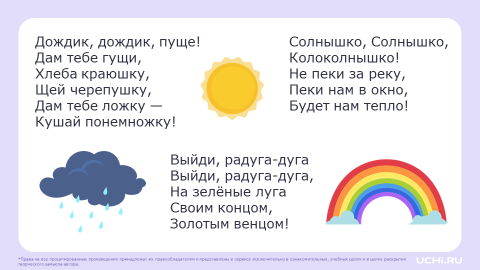 Дождик, дождик, пуще!
Дам тебе гущи,
Хлеба краюшку,
Щей черепушку,
Дам тебе ложку —
Кушай понемножку!
Солнышко, Солнышко,
Колоколнышко!
Не пеки за реку,
Пеки нам в окно,
Будет нам тепло!
Выйди, радуга-дуга
Выйди, радуга-дуга,
На зелёные луга
Своим концом,
Золотым венцом!
*Права на все процитированные произведения принадлежат их правообладателям и представлены в сервисе исключительно в ознакомительных, учебных целях и в целях раскрытия
творческого замысла автора.
UCHi.RU